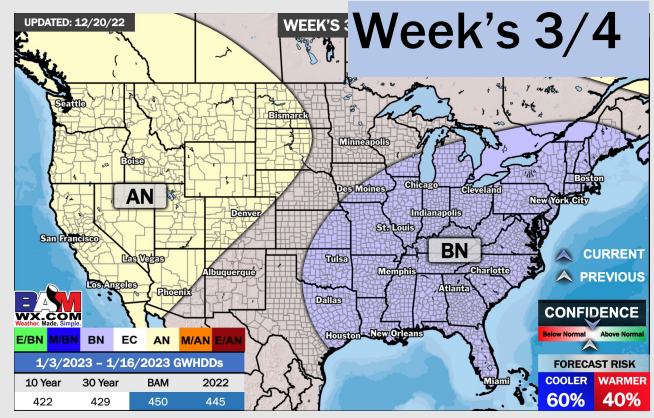 UPDATED: 12/20/22
WEEK'S 3
Week's 3/4
Seattle
Bismarck
Minneapolis
Boise
AN
Des Moines
Chicago
Cleveland
Boston
New York City
Denver
Indianapolis
San Francisco
St. Louis
BN
Las Vegas
Tulsa
Memphis
Charlotte
CURRENT
Albuquerque
PREVIOUS
Los Angeles
Phoenix
Atlanta
Dallas
BAM
WX.COM
Weather. Made. Simple.
Houston
New Orleans
Miami
CONFIDENCE
Below Normal
Above Normal
E/BN M/BN BN EC AN M/AN E/AN
1/3/2023 – 1/16/2023 GWHDDs
10 Year 30 Year BAM 2022
422 429 450 445
FORECAST RISK
COOLER WARMER
60% 40%